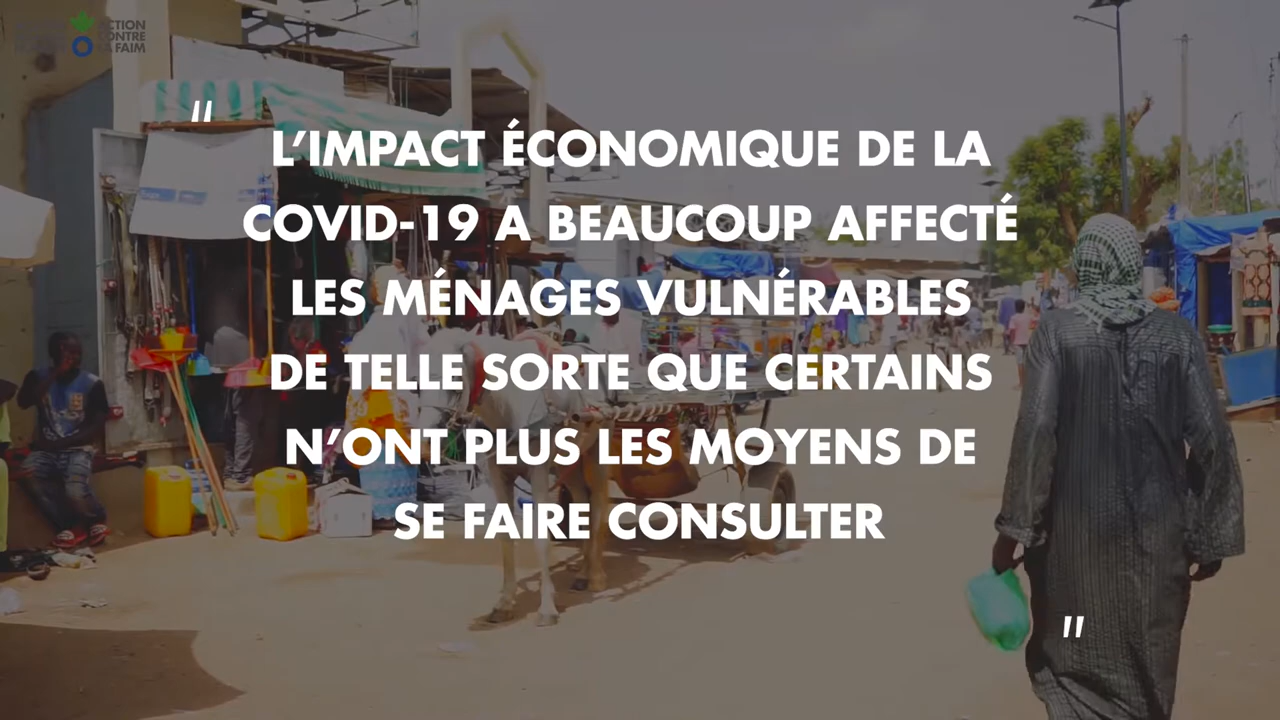 ACTION
CONTRE
LA FAIM
"
L'IMPACT ÉCONOMIQUE DE LA
COVID-19 A BEAUCOUP AFFECTÉ
LES MÉNAGES VULNÉRABLES
DE TELLE SORTE QUE CERTAINS
N'ONT PLUS LES MOYENS DE
SE FAIRE CONSULTER
"